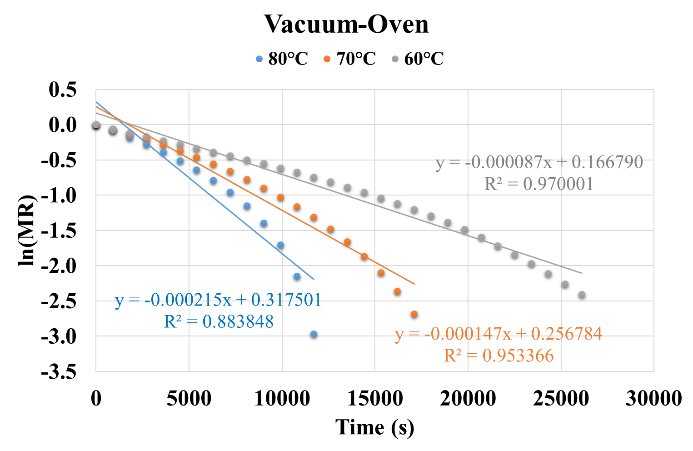 Vacuum-Oven
80°C 70°C 60°C
0.5
0.0
-0.5
-1.0
-1.5
-2.0
-2.5
-3.0
-3.5
ln(MR)
y = -0.000087x + 0.166790
R² = 0.970001
y = -0.000215x + 0.317501
R² = 0.883848
y = -0.000147x + 0.256784
R² = 0.953366
0 5000 10000 15000 20000 25000 30000
Time (s)